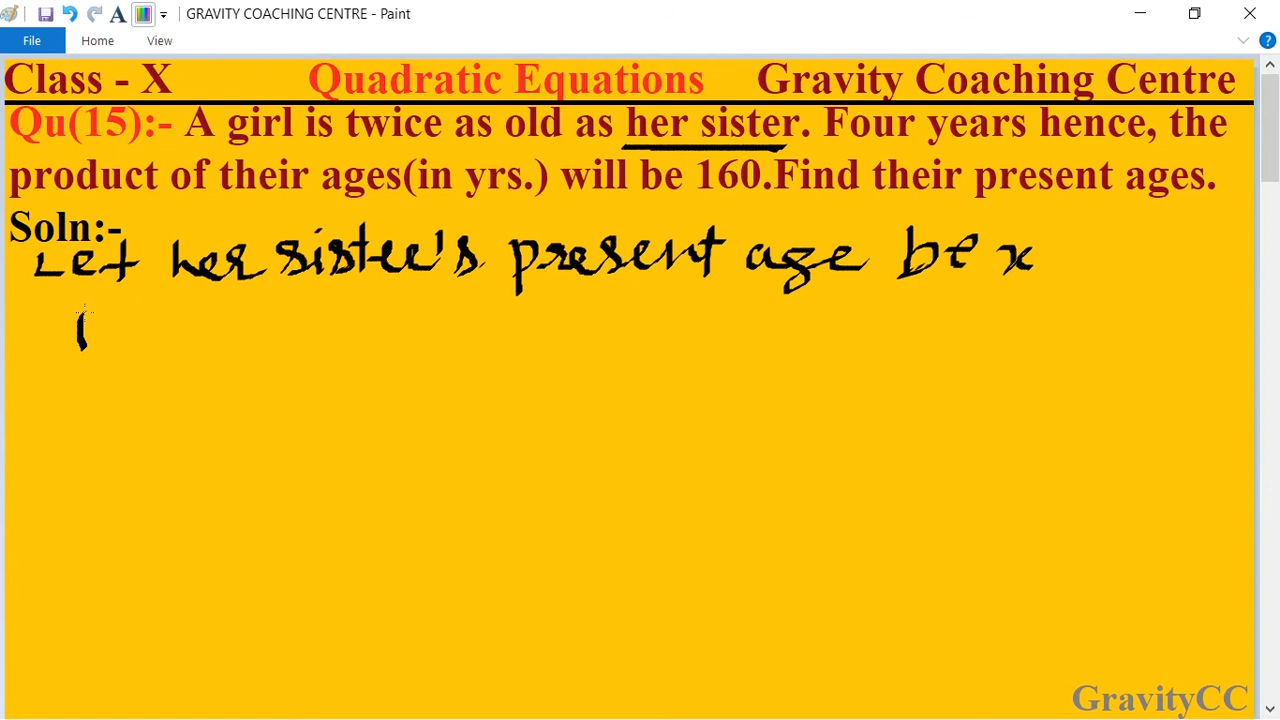 GRAVITY COACHING CENTRE - Paint
File Home View
Class - X Quadratic Equations Gravity Coaching Centre
Qu(15):- A girl is twice as old as her sister. Four years hence, the
product of their ages(in yrs.) will be 160.Find their present ages.
Soln:-
Let her sister's present age be x
GravityCC